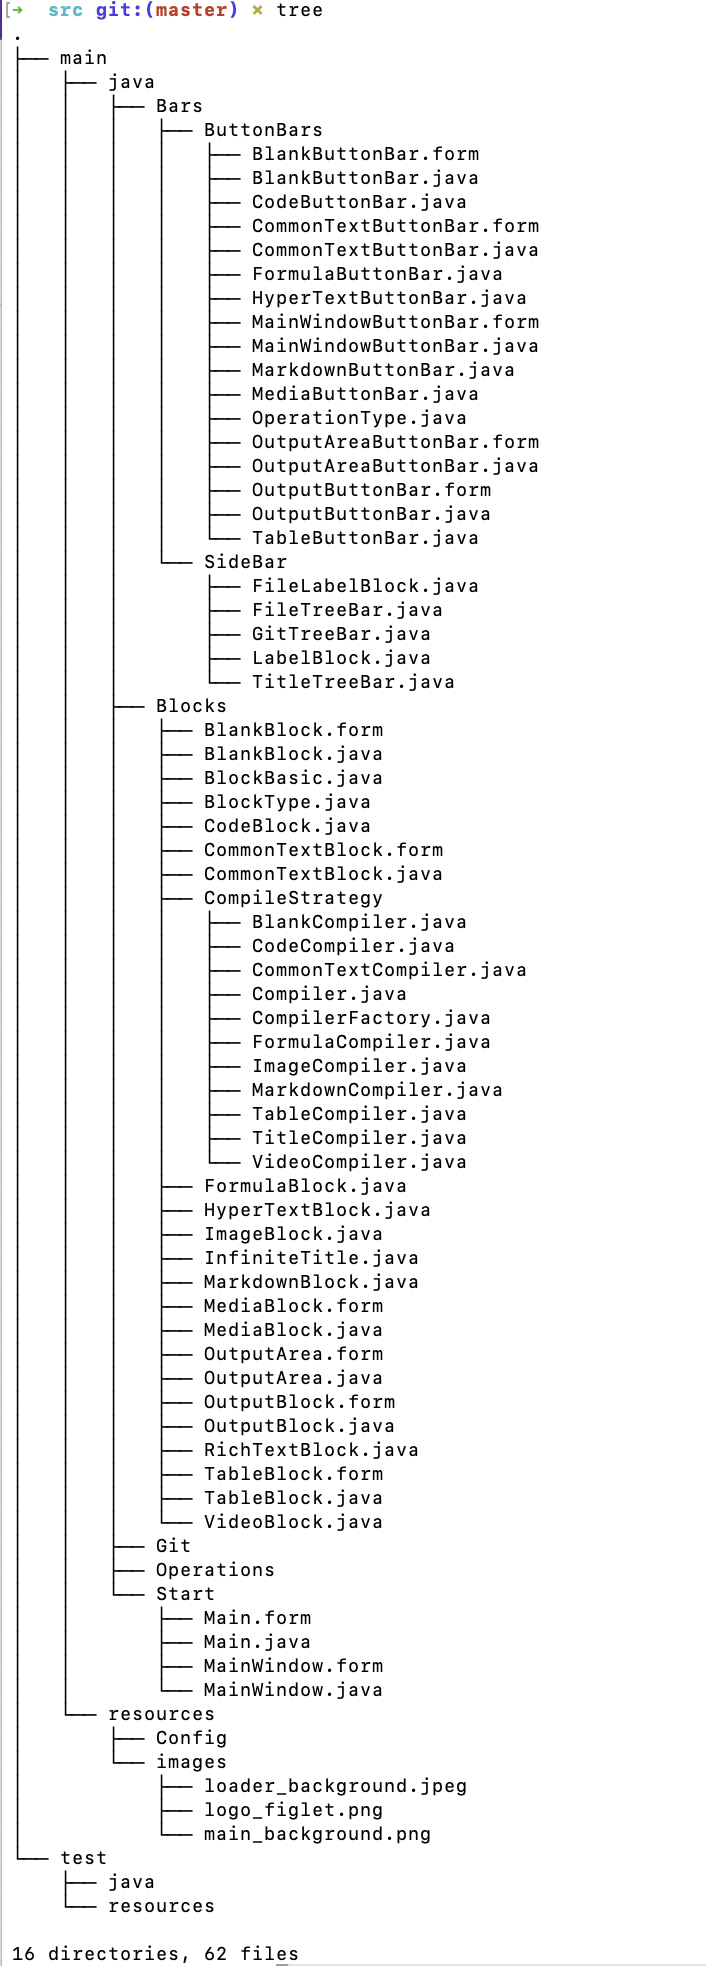 [➜  src git:(master) ✗ tree
.
├── main
│   ├── java
│   │   ├── Bars
│   │   │   ├── ButtonBars
│   │   │   │   ├── BlankButtonBar.form
│   │   │   │   ├── BlankButtonBar.java
│   │   │   │   ├── CodeButtonBar.java
│   │   │   │   ├── CommonTextButtonBar.form
│   │   │   │   ├── CommonTextButtonBar.java
│   │   │   │   ├── FormulaButtonBar.java
│   │   │   │   ├── HyperTextButtonBar.java
│   │   │   │   ├── MainWindowButtonBar.form
│   │   │   │   ├── MainWindowButtonBar.java
│   │   │   │   ├── MarkdownButtonBar.java
│   │   │   │   ├── MediaButtonBar.java
│   │   │   │   ├── OperationType.java
│   │   │   │   ├── OutputAreaButtonBar.form
│   │   │   │   ├── OutputAreaButtonBar.java
│   │   │   │   ├── OutputButtonBar.form
│   │   │   │   ├── OutputButtonBar.java
│   │   │   │   └── TableButtonBar.java
│   │   │   └── SideBar
│   │   │       ├── FileLabelBlock.java
│   │   │       ├── FileTreeBar.java
│   │   │       ├── GitTreeBar.java
│   │   │       ├── LabelBlock.java
│   │   │       └── TitleTreeBar.java
│   │   ├── Blocks
│   │   │   ├── BlankBlock.form
│   │   │   ├── BlankBlock.java
│   │   │   ├── BlockBasic.java
│   │   │   ├── BlockType.java
│   │   │   ├── CodeBlock.java
│   │   │   ├── CommonTextBlock.form
│   │   │   ├── CommonTextBlock.java
│   │   │   ├── CompileStrategy
│   │   │   │   ├── BlankCompiler.java
│   │   │   │   ├── CodeCompiler.java
│   │   │   │   ├── CommonTextCompiler.java
│   │   │   │   ├── Compiler.java
│   │   │   │   ├── CompilerFactory.java
│   │   │   │   ├── FormulaCompiler.java
│   │   │   │   ├── ImageCompiler.java
│   │   │   │   ├── MarkdownCompiler.java
│   │   │   │   ├── TableCompiler.java
│   │   │   │   ├── TitleCompiler.java
│   │   │   │   └── VideoCompiler.java
│   │   │   ├── FormulaBlock.java
│   │   │   ├── HyperTextBlock.java
│   │   │   ├── ImageBlock.java
│   │   │   ├── InfiniteTitle.java
│   │   │   ├── MarkdownBlock.java
│   │   │   ├── MediaBlock.form
│   │   │   ├── MediaBlock.java
│   │   │   ├── OutputArea.form
│   │   │   ├── OutputArea.java
│   │   │   ├── OutputBlock.form
│   │   │   ├── OutputBlock.java
│   │   │   ├── RichTextBlock.java
│   │   │   ├── TableBlock.form
│   │   │   ├── TableBlock.java
│   │   │   └── VideoBlock.java
│   │   ├── Git
│   │   ├── Operations
│   │   └── Start
│   │       ├── Main.form
│   │       ├── Main.java
│   │       ├── MainWindow.form
│   │       └── MainWindow.java
│   └── resources
│       ├── Config
│       └── images
│           ├── loader_background.jpeg
│           ├── logo_figlet.png
│           └── main_background.png
└── test
    ├── java
    └── resources

16 directories, 62 files